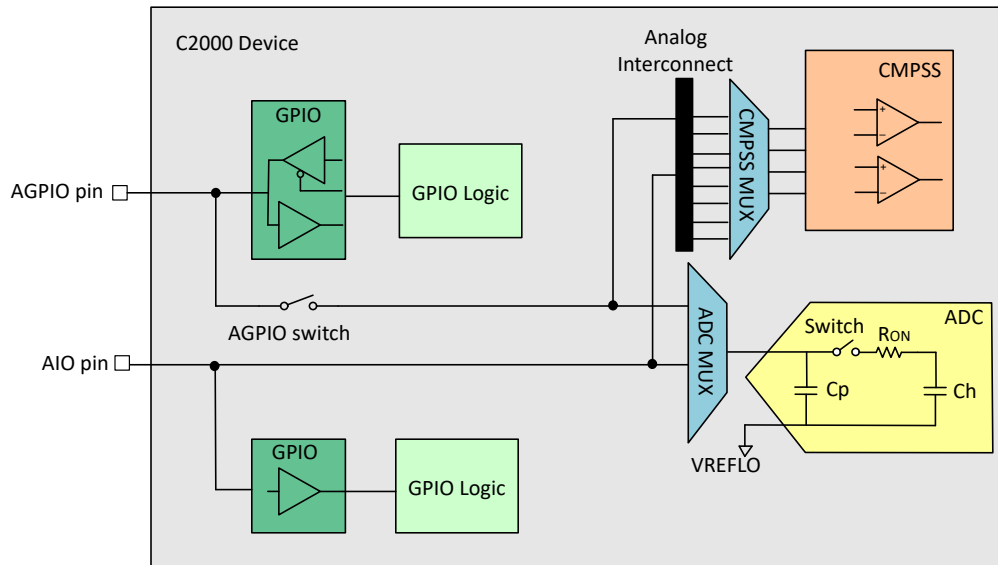 C2000 Device
Analog
Interconnect
CMPSS
GPIO
GPIO Logic
CMPSS MUX
+
−
+
−
AGPIO pin
AGPIO switch
ADC MUX
ADC
Switch
RON
Cp
Ch
AIO pin
VREFLO
GPIO
GPIO Logic